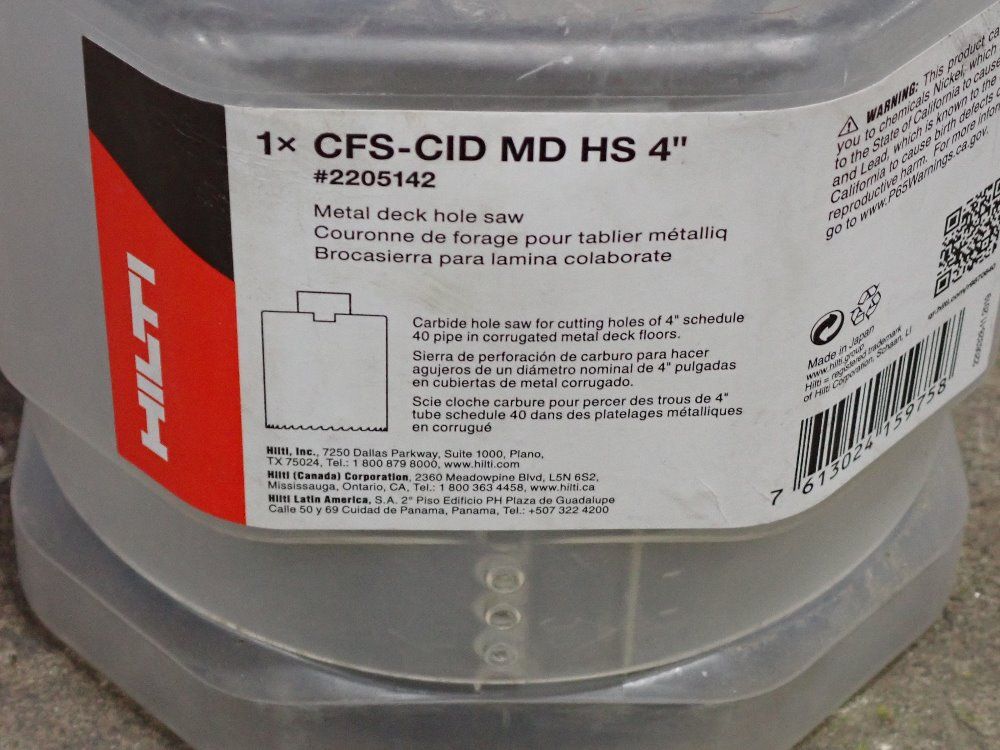 HILTI
1× CFS-CID MD HS 4"
#2205142
Metal deck hole saw
Couronne de forage pour tablier métalliq
Brocasierra para lamina colaborate
Carbide hole saw for cutting holes of 4" schedule
40 pipe in corrugated metal deck floors.
Sierra de perforación de carburo para hacer
agujeros de un diámetro nominal de 4" pulgadas
en cubiertas de metal corrugado.
Scie cloche carbure pour percer des trous de 4"
tube schedule 40 dans des platelages métalliques
en corrugué
Hilti, Inc., 7250 Dallas Parkway, Suite 1000, Plano,
TX 75024, Tel.: 1 800 879 8000, www.hilti.com
Hilti (Canada) Corporation, 2360 Meadowpine Blvd, L5N 6S2,
Mississauga, Ontario, CA, Tel.: 1 800 363 4458, www.hilti.ca
Hilti Latin America, S.A. 2° Piso Edificio PH Plaza de Guadalupe
Calle 50 y 69 Cuidad de Panama, Panama, Tel.: +507 322 4200
WARNING: This product ca
you to chemicals Nickel, which
to the State of California to cause
and Lead, which is known to the
California to cause birth defects
reproductive harm. For more info
go to www.P65Warnings.ca.gov.
Made in Japan
www.hilti.group
Hilti = registered trademark
of Hilti Corporation, Schaan, LI
7 613024 159758